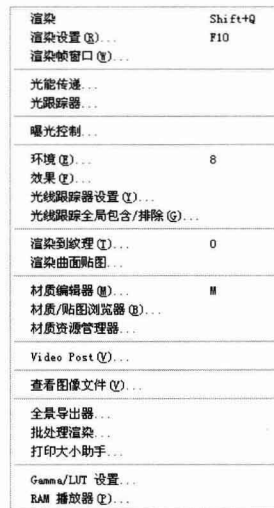 渲染 Shift+Q
渲染设置(R)... F10
渲染帧窗口(W)...
光能传递...
光跟踪器...
曝光控制...
环境(E)... 8
效果(F)...
光线跟踪器设置(Y)...
光线跟踪全局包含/排除(G)...
渲染到纹理(T)... 0
渲染曲面贴图...
材质编辑器(M)... M
材质/贴图浏览器(B)...
材质资源管理器...
Video Post(V)...
查看图像文件(V)...
全景导出器...
批处理渲染...
打印大小助手...
Gamma/LUT 设置...
RAM 播放器(P)...